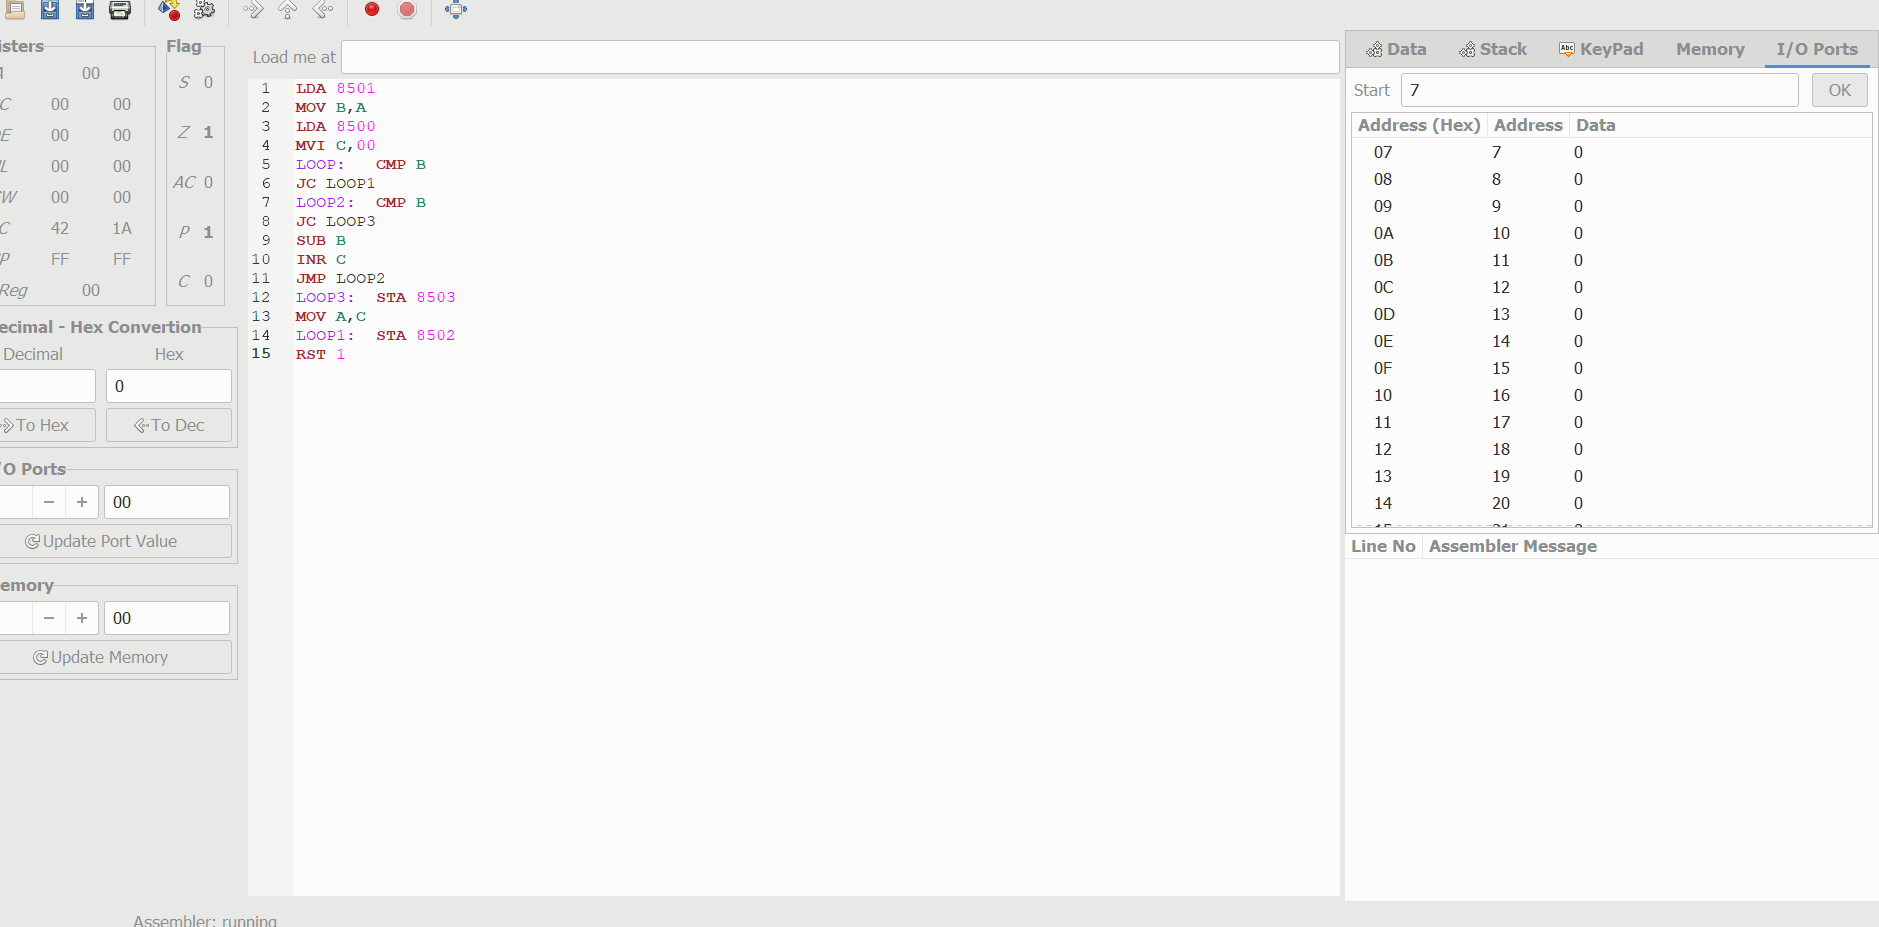 isters
00
C 00 00
E 00 00
L 00 00
W 00 00
C 42 1A
P FF FF
Reg 00
Flag
S 0
Z 1
AC 0
P 1
C 0
ecimal - Hex Convertion
Decimal Hex
0
To Hex To Dec
/O Ports
− + 00
Update Port Value
emory
− + 00
Update Memory
Load me at
1 LDA 8501
2 MOV B,A
3 LDA 8500
4 MVI C,00
5 LOOP: CMP B
6 JC LOOP1
7 LOOP2: CMP B
8 JC LOOP3
9 SUB B
10 INR C
11 JMP LOOP2
12 LOOP3: STA 8503
13 MOV A,C
14 LOOP1: STA 8502
15 RST 1
Data Stack Abc KeyPad Memory I/O Ports
Start 7 OK
Address (Hex) Address Data
07 7 0
08 8 0
09 9 0
0A 10 0
0B 11 0
0C 12 0
0D 13 0
0E 14 0
0F 15 0
10 16 0
11 17 0
12 18 0
13 19 0
14 20 0
Line No Assembler Message
Assembler: running